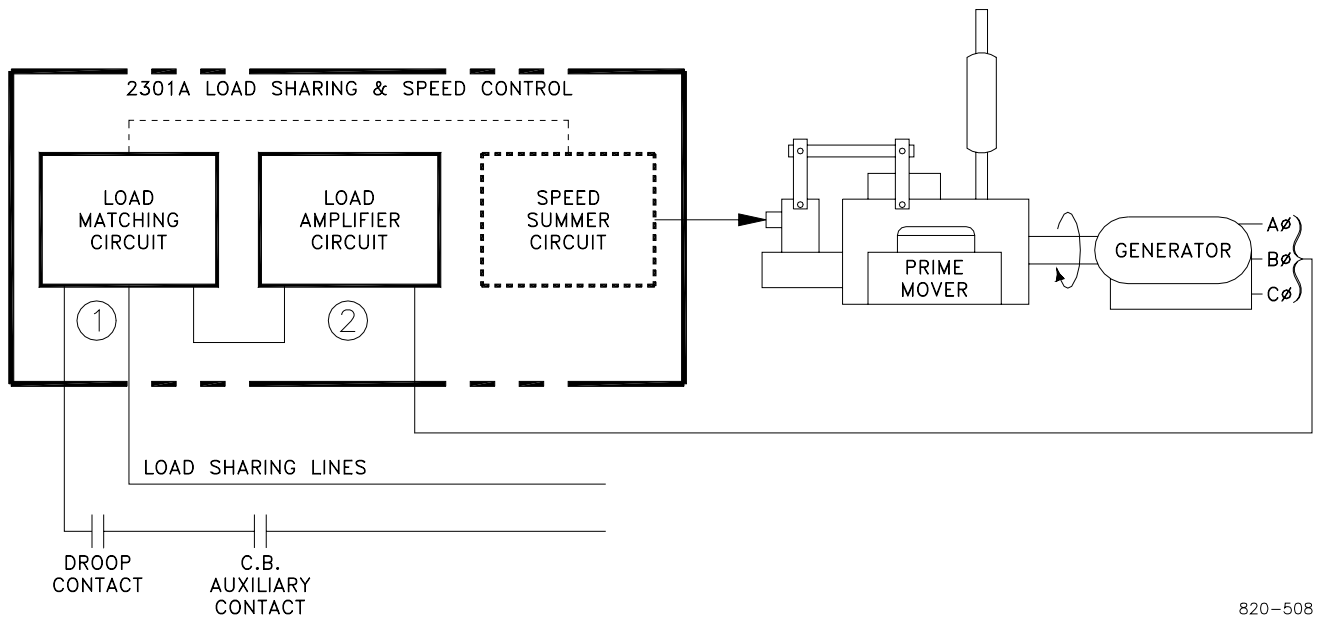 2301A LOAD SHARING & SPEED CONTROL
LOAD
MATCHING
CIRCUIT
LOAD
AMPLIFIER
CIRCUIT
SPEED
SUMMER
CIRCUIT
1
2
PRIME
MOVER
GENERATOR
AØ
BØ
CØ
LOAD SHARING LINES
DROOP
CONTACT
C.B.
AUXILIARY
CONTACT
820-508